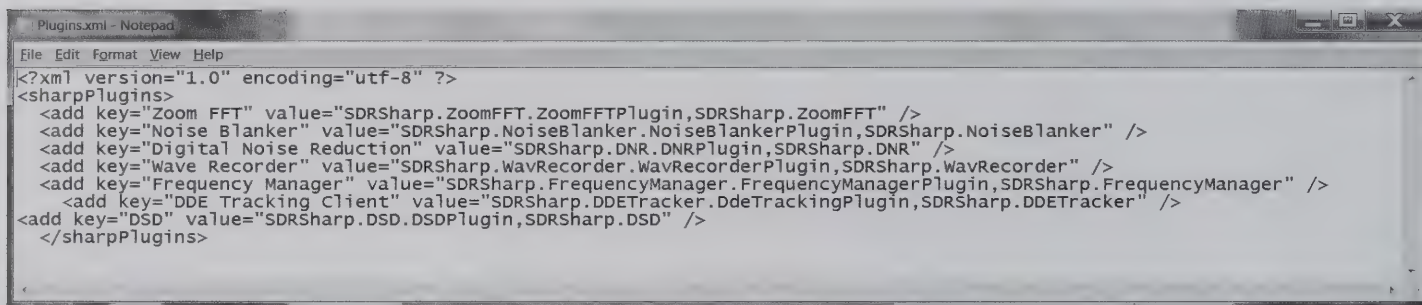 Plugins.xml - Notepad
File Edit Format View Help
<?xml version="1.0" encoding="utf-8" ?>
<sharpPlugins>
<add key="Zoom FFT" value="SDRSharp.ZoomFFT.ZoomFFTPlugin,SDRSharp.ZoomFFT" />
<add key="Noise Blanker" value="SDRSharp.NoiseBlanker.NoiseBlankerPlugin,SDRSharp.NoiseBlanker" />
<add key="Digital Noise Reduction" value="SDRSharp.DNR.DNRPlugin,SDRSharp.DNR" />
<add key="Wave Recorder" value="SDRSharp.WavRecorder.WavRecorderPlugin,SDRSharp.WavRecorder" />
<add key="Frequency Manager" value="SDRSharp.FrequencyManager.FrequencyManagerPlugin,SDRSharp.FrequencyManager" />
<add key="DDE Tracking Client" value="SDRSharp.DDETracker.DdeTrackingPlugin,SDRSharp.DDETracker" />
<add key="DSD" value="SDRSharp.DSD.DSDPlugin,SDRSharp.DSD" />
</sharpPlugins>